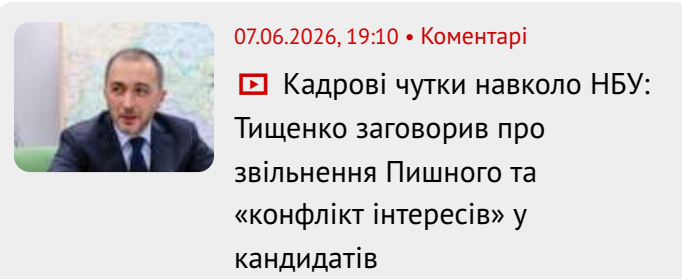 07.06.2026, 19:10 • Коментарі
Кадрові чутки навколо НБУ:
Тищенко заговорив про
звільнення Пишного та
«конфлікт інтересів» у
кандидатів